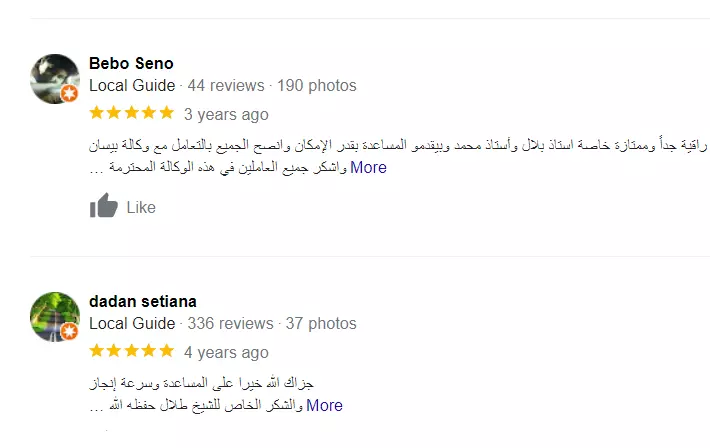 Bebo Seno
Local Guide · 44 reviews · 190 photos
3 years ago
راقية جداً وممتازة خاصة استاذ بلال وأستاذ محمد وبيقدمو المساعدة بقدر الإمكان وانصح الجميع بالتعامل مع وكالة بيسان
واشكر جميع العاملين في هذه الوكالة المحترمة … More
Like
dadan setiana
Local Guide · 336 reviews · 37 photos
4 years ago
جزاك الله خيرا على المساعدة وسرعة إنجاز
والشكر الخاص للشيخ طلال حفظه الله … More